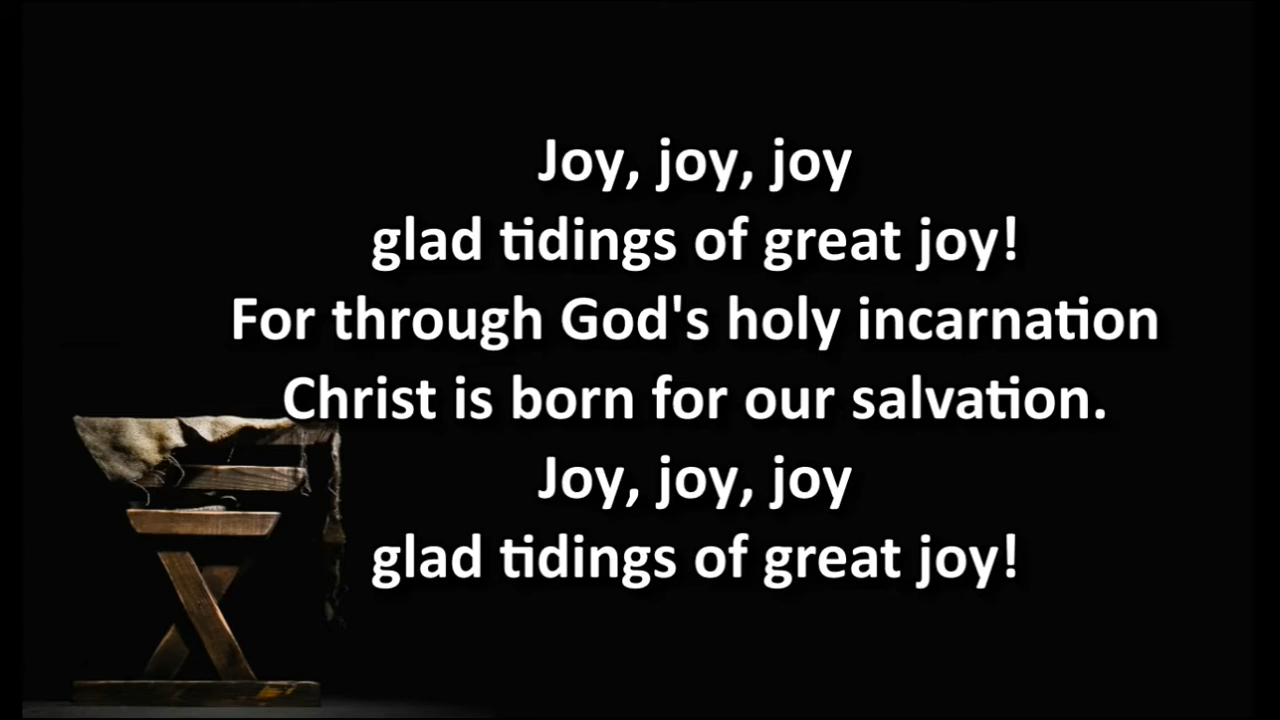 Joy, joy, joy
glad tidings of great joy!
For through God's holy incarnation
Christ is born for our salvation.
Joy, joy, joy
glad tidings of great joy!